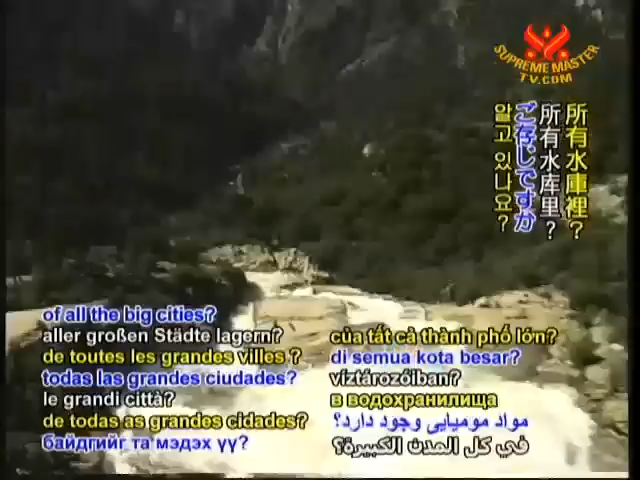 SUPREME MASTER
TV.COM
所有水庫裡?
所有水库里?
ご存じですか
알고 있나요?
of all the big cities?
aller großen Städte lagern?
de toutes les grandes villes ?
todas las grandes ciudades?
le grandi città?
de todas as grandes cidades?
байдгийг та мэдэх үү?
của tất cả thành phố lớn?
di semua kota besar?
víztározóiban?
в водохранилища
مواد مومیایی وجود دارد؟
في كل المدن الكبيرة؟